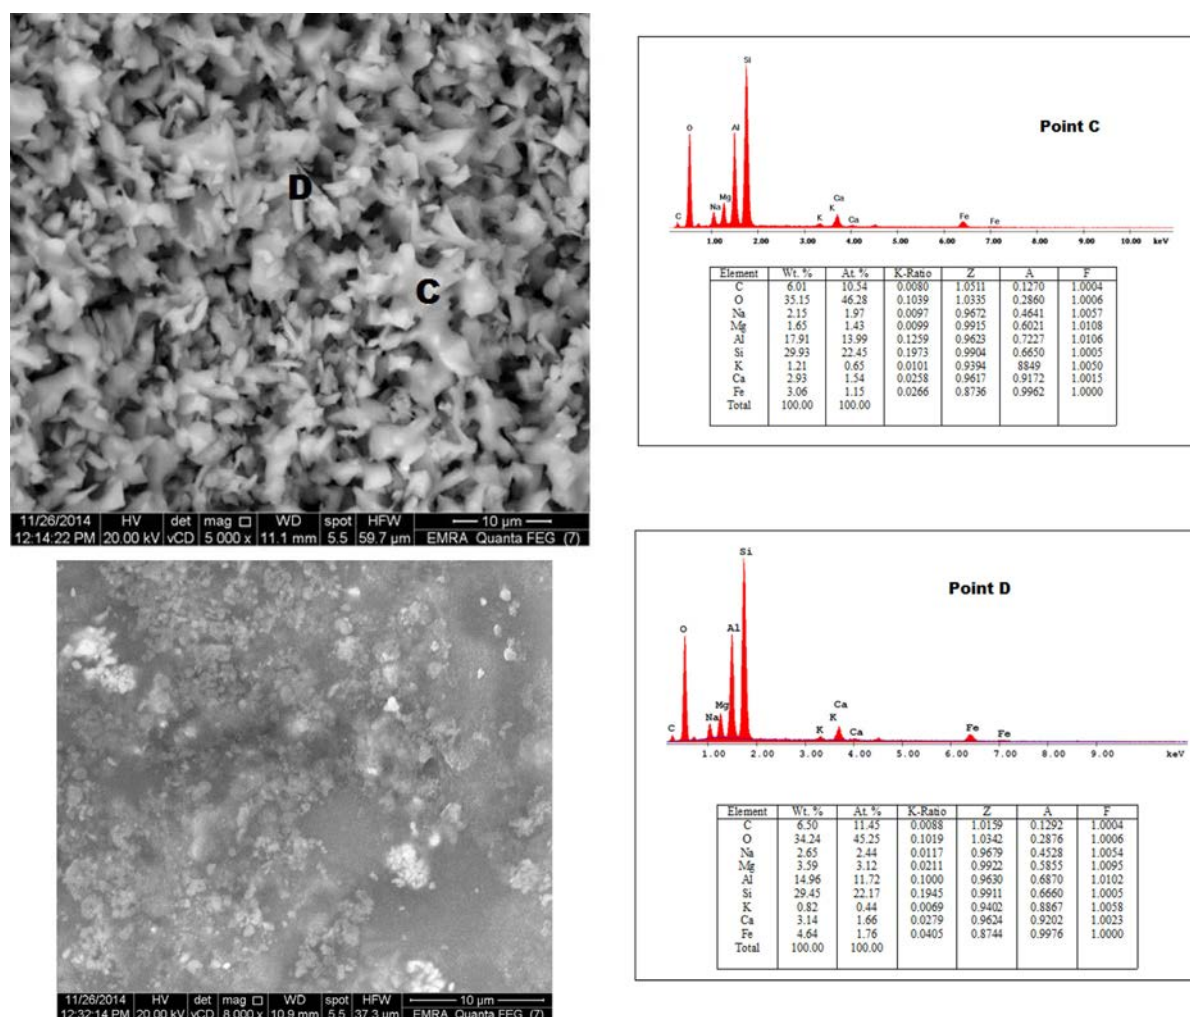 D
C
11/26/2014 HV det mag □ WD spot HFW 10 µm
12:14:22 PM 20.00 kV vCD 5 000 x 11.1 mm 5.5 59.7 µm EMRA Quanta FEG (7)
Si
Point C
O
Al
Na
Mg
C
K
K
Ca
Ca
Fe
Fe
1.00 2.00 3.00 4.00 5.00 6.00 7.00 8.00 9.00 10.00 keV
Element Wt. % At. % K-Ratio Z A F
C 6.01 10.54 0.0080 1.0511 0.1270 1.0004
O 35.15 46.28 0.1039 1.0335 0.2860 1.0006
Na 2.15 1.97 0.0097 0.9672 0.4641 1.0057
Mg 1.65 1.43 0.0099 0.9915 0.6021 1.0108
Al 17.91 13.99 0.1259 0.9623 0.7227 1.0106
Si 29.93 22.45 0.1973 0.9904 0.6650 1.0005
K 1.21 0.65 0.0101 0.9394 8849 1.0050
Ca 2.93 1.54 0.0258 0.9617 0.9172 1.0015
Fe 3.06 1.15 0.0266 0.8736 0.9962 1.0000
Total 100.00 100.00
11/26/2014 HV det mag □ WD spot HFW 10 µm
12:32:14 PM 20.00 kV vCD 8 000 x 10.9 mm 5.5 37.3 µm EMRA Quanta FEG (7)
Si
Point D
O
Al
Na
Mg
C
K
K
Ca
Ca
Fe
Fe
1.00 2.00 3.00 4.00 5.00 6.00 7.00 8.00 9.00 keV
Element Wt. % At. % K-Ratio Z A F
C 6.50 11.45 0.0088 1.0159 0.1292 1.0004
O 34.24 45.25 0.1019 1.0342 0.2876 1.0006
Na 2.65 2.44 0.0117 0.9679 0.4528 1.0054
Mg 3.59 3.12 0.0211 0.9922 0.5855 1.0095
Al 14.96 11.72 0.1000 0.9630 0.6870 1.0102
Si 29.45 22.17 0.1945 0.9911 0.6660 1.0005
K 0.82 0.44 0.0069 0.9402 0.8867 1.0058
Ca 3.14 1.66 0.0279 0.9624 0.9202 1.0023
Fe 4.64 1.76 0.0405 0.8744 0.9976 1.0000
Total 100.00 100.00